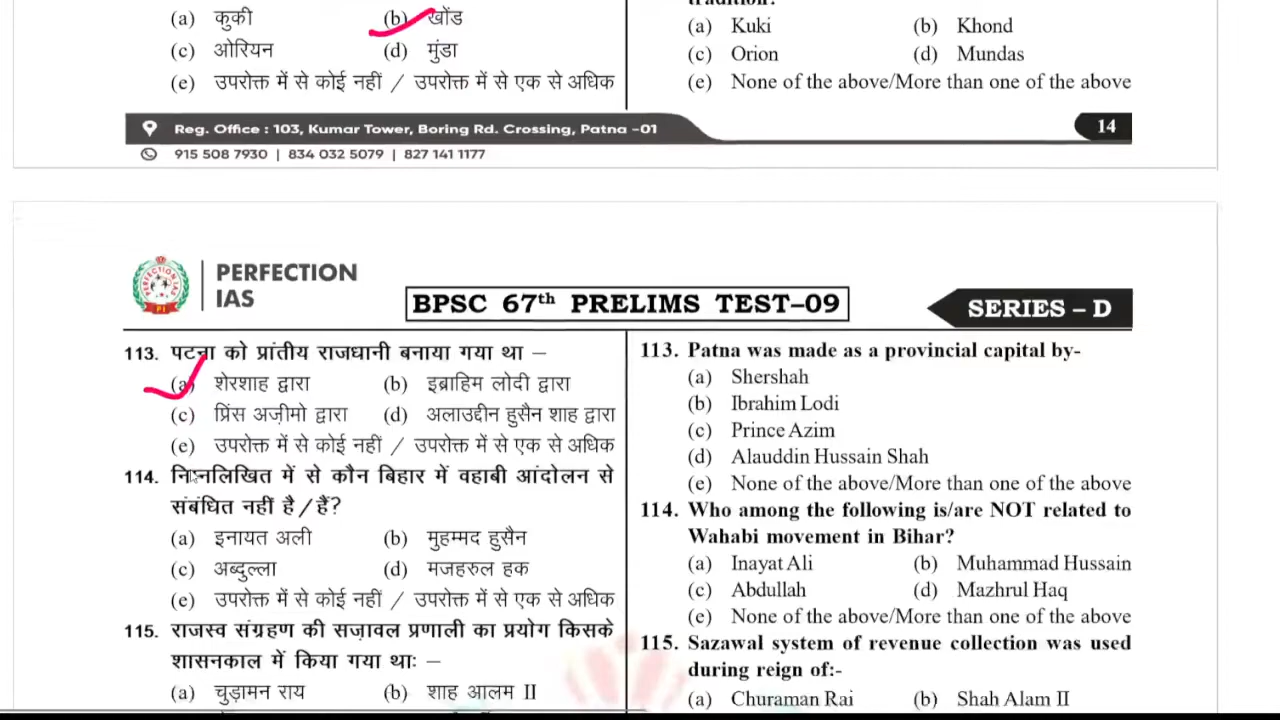 tradition?
(a) कुकी (b) खोंड
(c) ओरियन (d) मुंडा
(e) उपरोक्त में से कोई नहीं / उपरोक्त में से एक से अधिक
(a) Kuki (b) Khond
(c) Orion (d) Mundas
(e) None of the above/More than one of the above
Reg. Office : 103, Kumar Tower, Boring Rd. Crossing, Patna -01
14
915 508 7930 | 834 032 5079 | 827 141 1177
PERFECTION
IAS
BPSC 67th PRELIMS TEST–09
SERIES – D
113. पटना को प्रांतीय राजधानी बनाया गया था –
(a) शेरशाह द्वारा (b) इब्राहिम लोदी द्वारा
(c) प्रिंस अज़ीमो द्वारा (d) अलाउद्दीन हुसैन शाह द्वारा
(e) उपरोक्त में से कोई नहीं / उपरोक्त में से एक से अधिक
114. निम्नलिखित में से कौन बिहार में वहाबी आंदोलन से
संबंधित नहीं है/हैं?
(a) इनायत अली (b) मुहम्मद हुसैन
(c) अब्दुल्ला (d) मजहरुल हक
(e) उपरोक्त में से कोई नहीं / उपरोक्त में से एक से अधिक
115. राजस्व संग्रहण की सज़ावल प्रणाली का प्रयोग किसके
शासनकाल में किया गया थाः –
(a) चुड़ामन राय (b) शाह आलम II
113. Patna was made as a provincial capital by-
(a) Shershah
(b) Ibrahim Lodi
(c) Prince Azim
(d) Alauddin Hussain Shah
(e) None of the above/More than one of the above
114. Who among the following is/are NOT related to
Wahabi movement in Bihar?
(a) Inayat Ali (b) Muhammad Hussain
(c) Abdullah (d) Mazhrul Haq
(e) None of the above/More than one of the above
115. Sazawal system of revenue collection was used
during reign of:-
(a) Churaman Rai (b) Shah Alam II